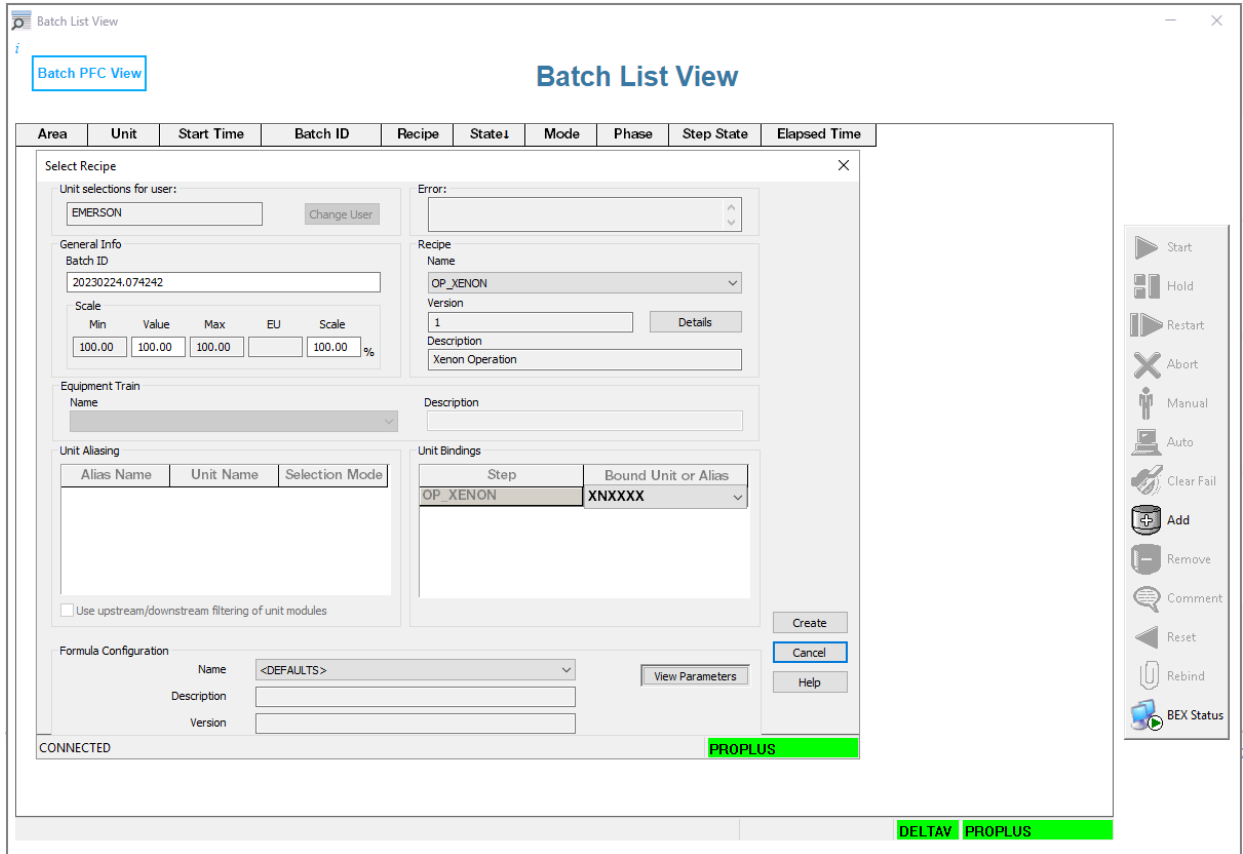 Batch List View
i
Batch PFC View
Batch List View
Area Unit Start Time Batch ID Recipe State↓ Mode Phase Step State Elapsed Time
Select Recipe
Unit selections for user:
EMERSON
Change User
Error:
General Info
Batch ID
20230224.074242
Scale
Min Value Max EU Scale
100.00 100.00 100.00 100.00 %
Recipe
Name
OP_XENON
Version
1
Details
Description
Xenon Operation
Equipment Train
Name
Description
Unit Aliasing
Alias Name Unit Name Selection Mode
Use upstream/downstream filtering of unit modules
Unit Bindings
Step Bound Unit or Alias
OP_XENON XNXXXX
Create
Cancel
Help
Formula Configuration
Name <DEFAULTS>
View Parameters
Description
Version
CONNECTED
PROPLUS
Start
Hold
Restart
Abort
Manual
Auto
Clear Fail
Add
Remove
Comment
Reset
Rebind
BEX Status
DELTAV PROPLUS